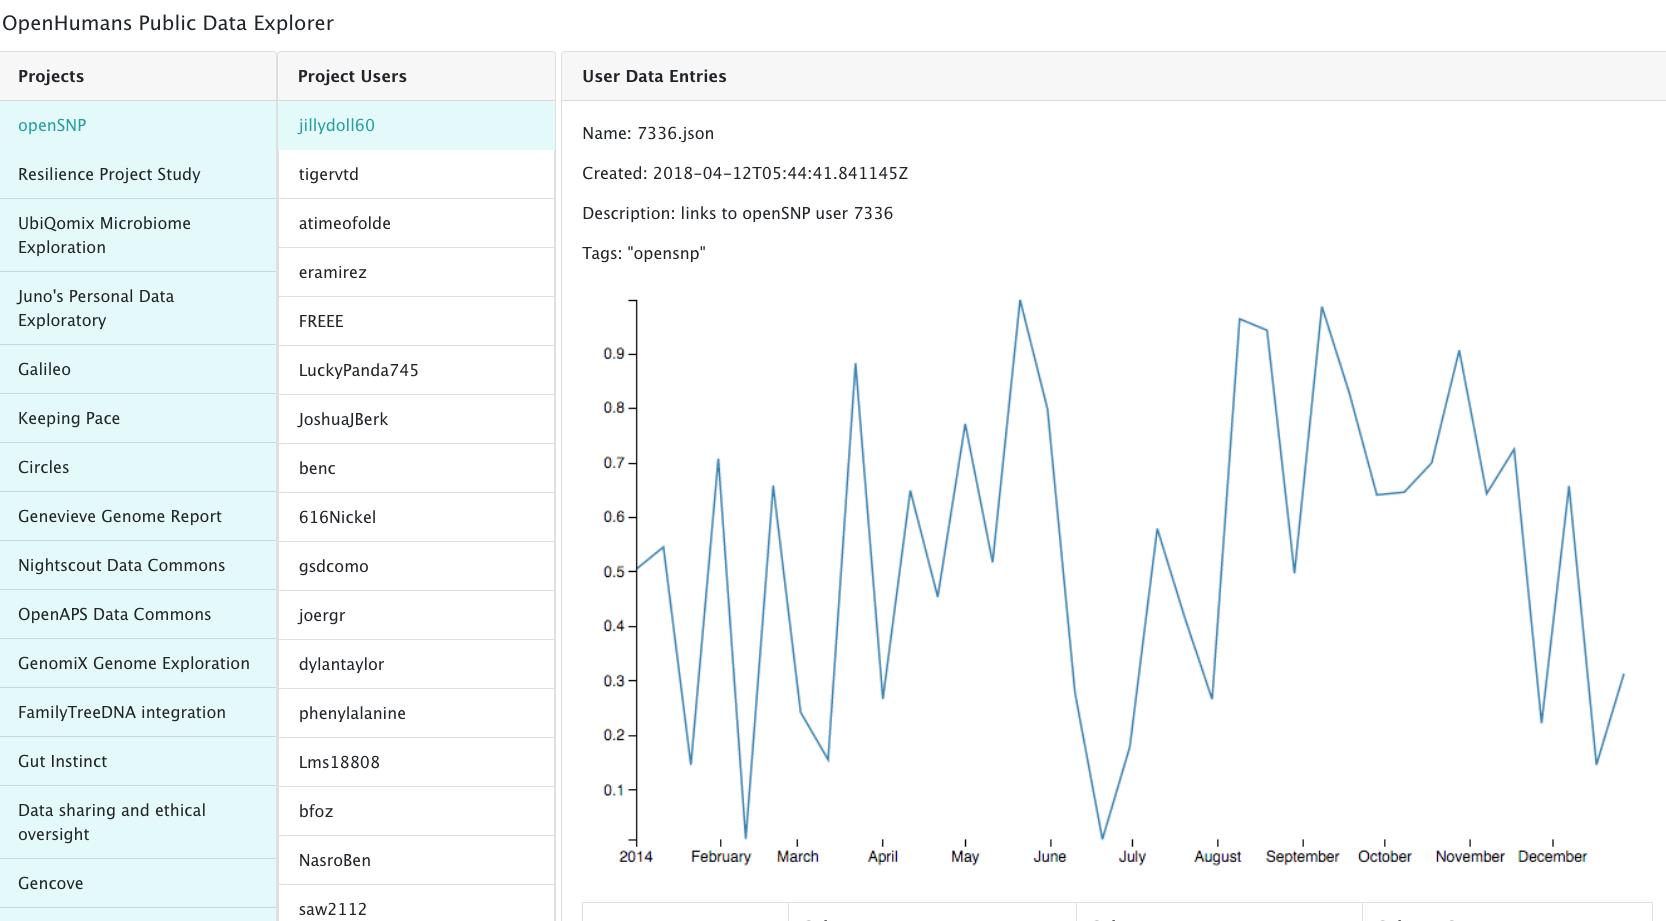 OpenHumans Public Data Explorer
Projects
openSNP
Resilience Project Study
UbiQomix Microbiome
Exploration
Juno's Personal Data
Exploratory
Galileo
Keeping Pace
Circles
Genevieve Genome Report
Nightscout Data Commons
OpenAPS Data Commons
GenomiX Genome Exploration
FamilyTreeDNA integration
Gut Instinct
Data sharing and ethical
oversight
Gencove
Project Users
jillydoll60
tigervtd
atimeofolde
eramirez
FREEE
LuckyPanda745
JoshuaJBerk
benc
616Nickel
gsdcomo
joergr
dylantaylor
phenylalanine
Lms18808
bfoz
NasroBen
saw2112
User Data Entries
Name: 7336.json
Created: 2018-04-12T05:44:41.841145Z
Description: links to openSNP user 7336
Tags: "opensnp"
0.9
0.8
0.7
0.6
0.5
0.4
0.3
0.2
0.1
2014 February March April May June July August September October November December